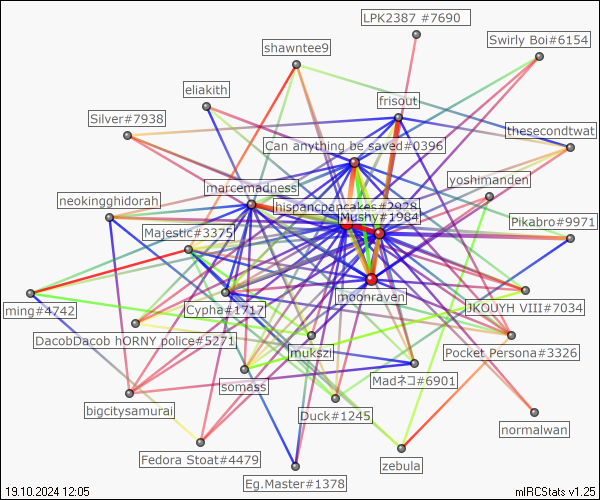 LPK2387 #7690
Swirly Boi#6154
shawntee9
eliakith
frisout
Silver#7938
thesecondtwat
Can anything be saved#0396
yoshimanden
marcemadness
hispancpancakes#2928
neokingghidorah
Mushy#1984
Pikabro#9971
Majestic#3375
moonraven
ming#4742
Cypha#1717
JKOUYH VIII#7034
DacobDacob hORNY police#5271
mukszi
Pocket Persona#3326
somass
Madネコ#6901
bigcitysamurai
Duck#1245
normalwan
Fedora Stoat#4479
zebula
Eg.Master#1378
19.10.2024 12:05
mIRCStats v1.25